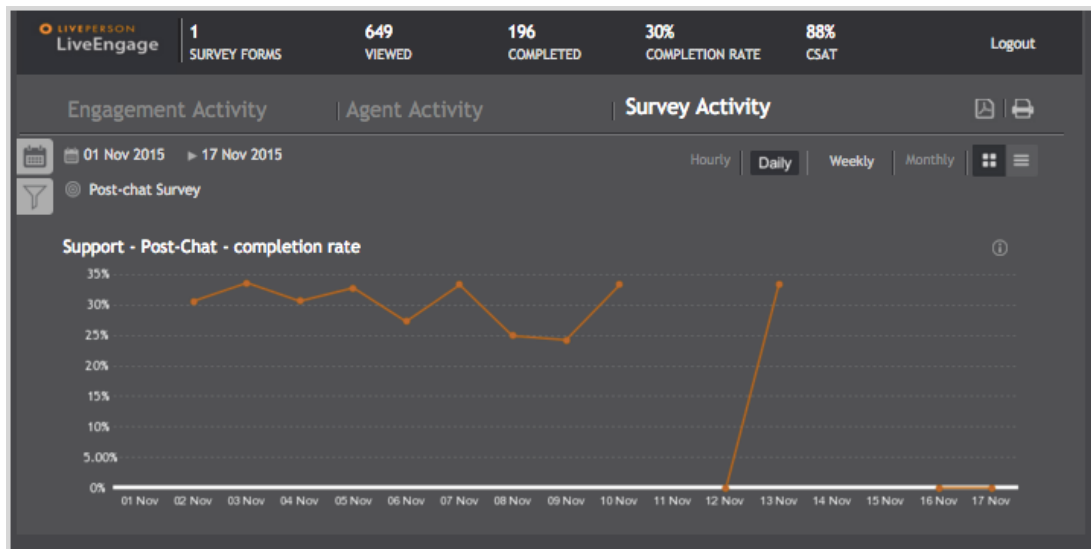 LIVEPERSON
LiveEngage
1
SURVEY FORMS
649
VIEWED
196
COMPLETED
30%
COMPLETION RATE
88%
CSAT
Logout
Engagement Activity
Agent Activity
Survey Activity
01 Nov 2015 17 Nov 2015
Hourly Daily Weekly Monthly
Post-chat Survey
Support - Post-Chat - completion rate
35%
30%
25%
20%
15%
10%
5.00%
0%
01 Nov 02 Nov 03 Nov 04 Nov 05 Nov 06 Nov 07 Nov 08 Nov 09 Nov 10 Nov 11 Nov 12 Nov 13 Nov 14 Nov 15 Nov 16 Nov 17 Nov